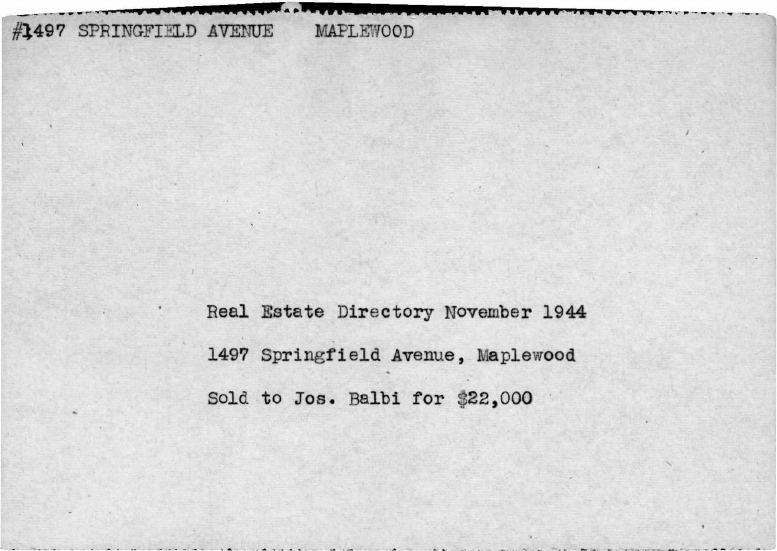 #1497 SPRINGFIELD AVENUE MAPLEWOOD
Real Estate Directory November 1944
1497 Springfield Avenue, Maplewood
Sold to Jos. Balbi for $22,000